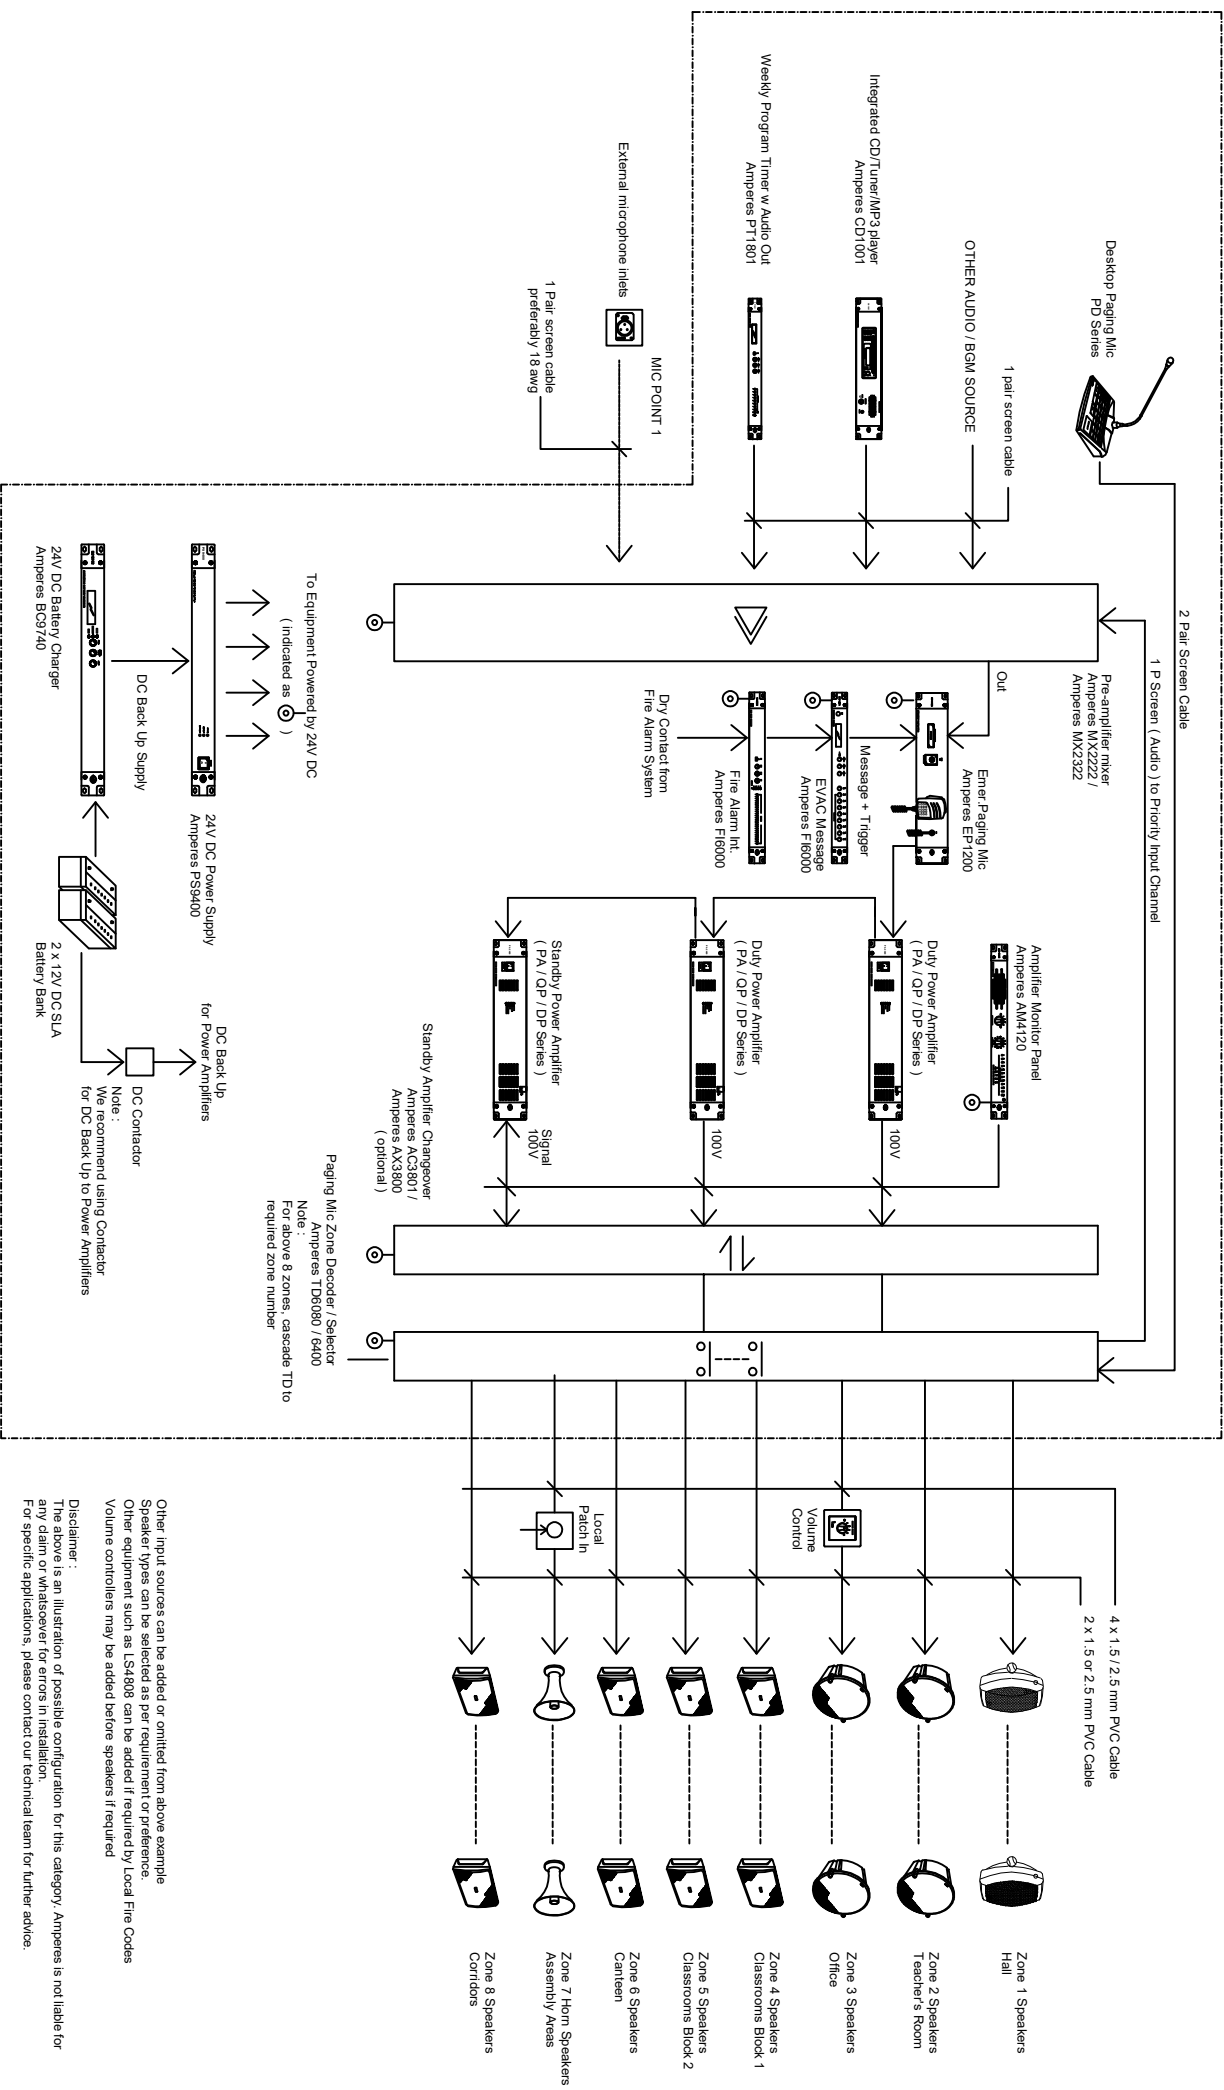 Desktop Paging Mic
PD Series
1 pair screen cable
OTHER AUDIO / BGM SOURCE
Integrated CD/Tuner/MP3 player
Amperes CD1001
Weekly Program Timer w Audio Out
Amperes PT1801
External microphone inlets
MIC POINT 1
1 Pair screen cable
preferably 18 awg
2 Pair Screen Cable
1 P Screen ( Audio ) to Priority Input Channel
Pre-amplifier mixer
Amperes MX2222 /
Amperes MX2322
Out
Emer.Paging Mic
Amperes EP1200
Message + Trigger
EVAC Message
Amperes FI6000
Fire Alarm Int.
Amperes FI6000
Dry Contact from
Fire Alarm System
To Equipment Powered by 24V DC
( indicated as
)
24V DC Power Supply
Amperes PS9400
DC Back Up Supply
24V DC Battery Charger
Amperes BC9740
2 x 12V DC SLA
Battery Bank
DC Back Up
for Power Amplifiers
DC Contactor
Note :
We recommend using Contactor
for DC Back Up to Power Amplifiers
Amplifier Monitor Panel
Amperes AM4120
Duty Power Amplifier
( PA / QP / DP Series )
100V
Duty Power Amplifier
( PA / QP / DP Series )
100V
Standby Power Amplifier
( PA / QP / DP Series )
Signal
100V
Standby Ampifier Changeover
Amperes AC3801 /
Amperes AX3800
( optional )
Paging Mic Zone Decoder / Selector
Amperes TD6080 / 6400
Note :
For above 8 zones, cascade TD to
required zone number
4 x 1.5 / 2.5 mm PVC Cable
2 x 1.5 or 2.5 mm PVC Cable
Volume
Control
Local
Patch In
Zone 1 Speakers
Hall
Zone 2 Speakers
Teacher's Room
Zone 3 Speakers
Office
Zone 4 Speakers
Classrooms Block 1
Zone 5 Speakers
Classrooms Block 2
Zone 6 Speakers
Canteen
Zone 7 Horn Speakers
Assembly Areas
Zone 8 Speakers
Corridors
Other input sources can be added or omitted from above example
Speaker types can be selected as per requirement or preference.
Other equipment such as LS4808 can be added if required by Local Fire Codes
Volume controllers may be added before speakers if required
Disclaimer :
The above is an illustration of possible configuration for this category. Amperes is not liable for
any claim or whatsoever for errors in installation.
For specific applications, please contact our technical team for further advice.